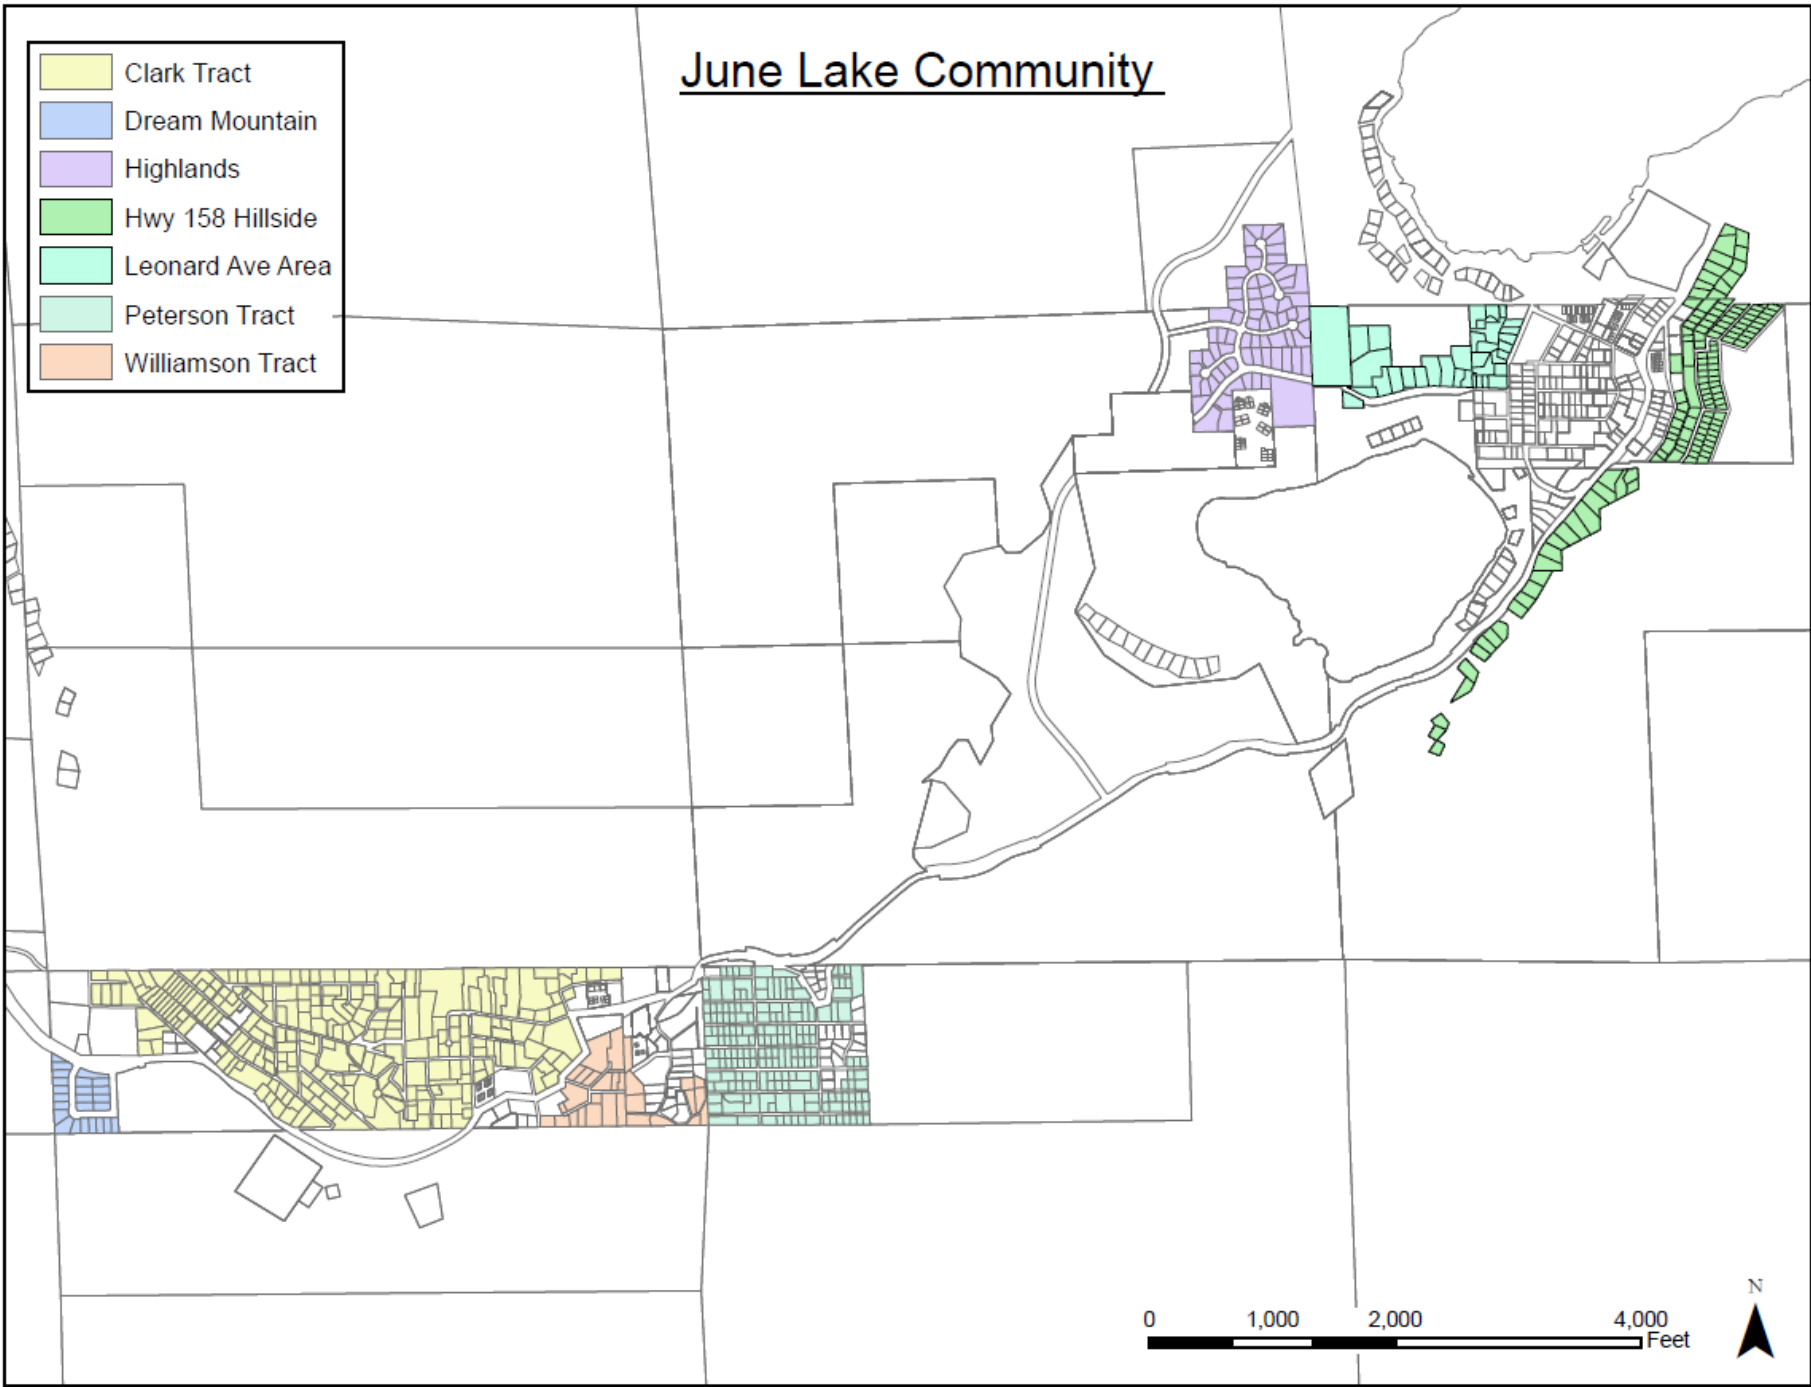 June Lake Community
Clark Tract
Dream Mountain
Highlands
Hwy 158 Hillside
Leonard Ave Area
Peterson Tract
Williamson Tract
N
0 1,000 2,000 4,000
Feet